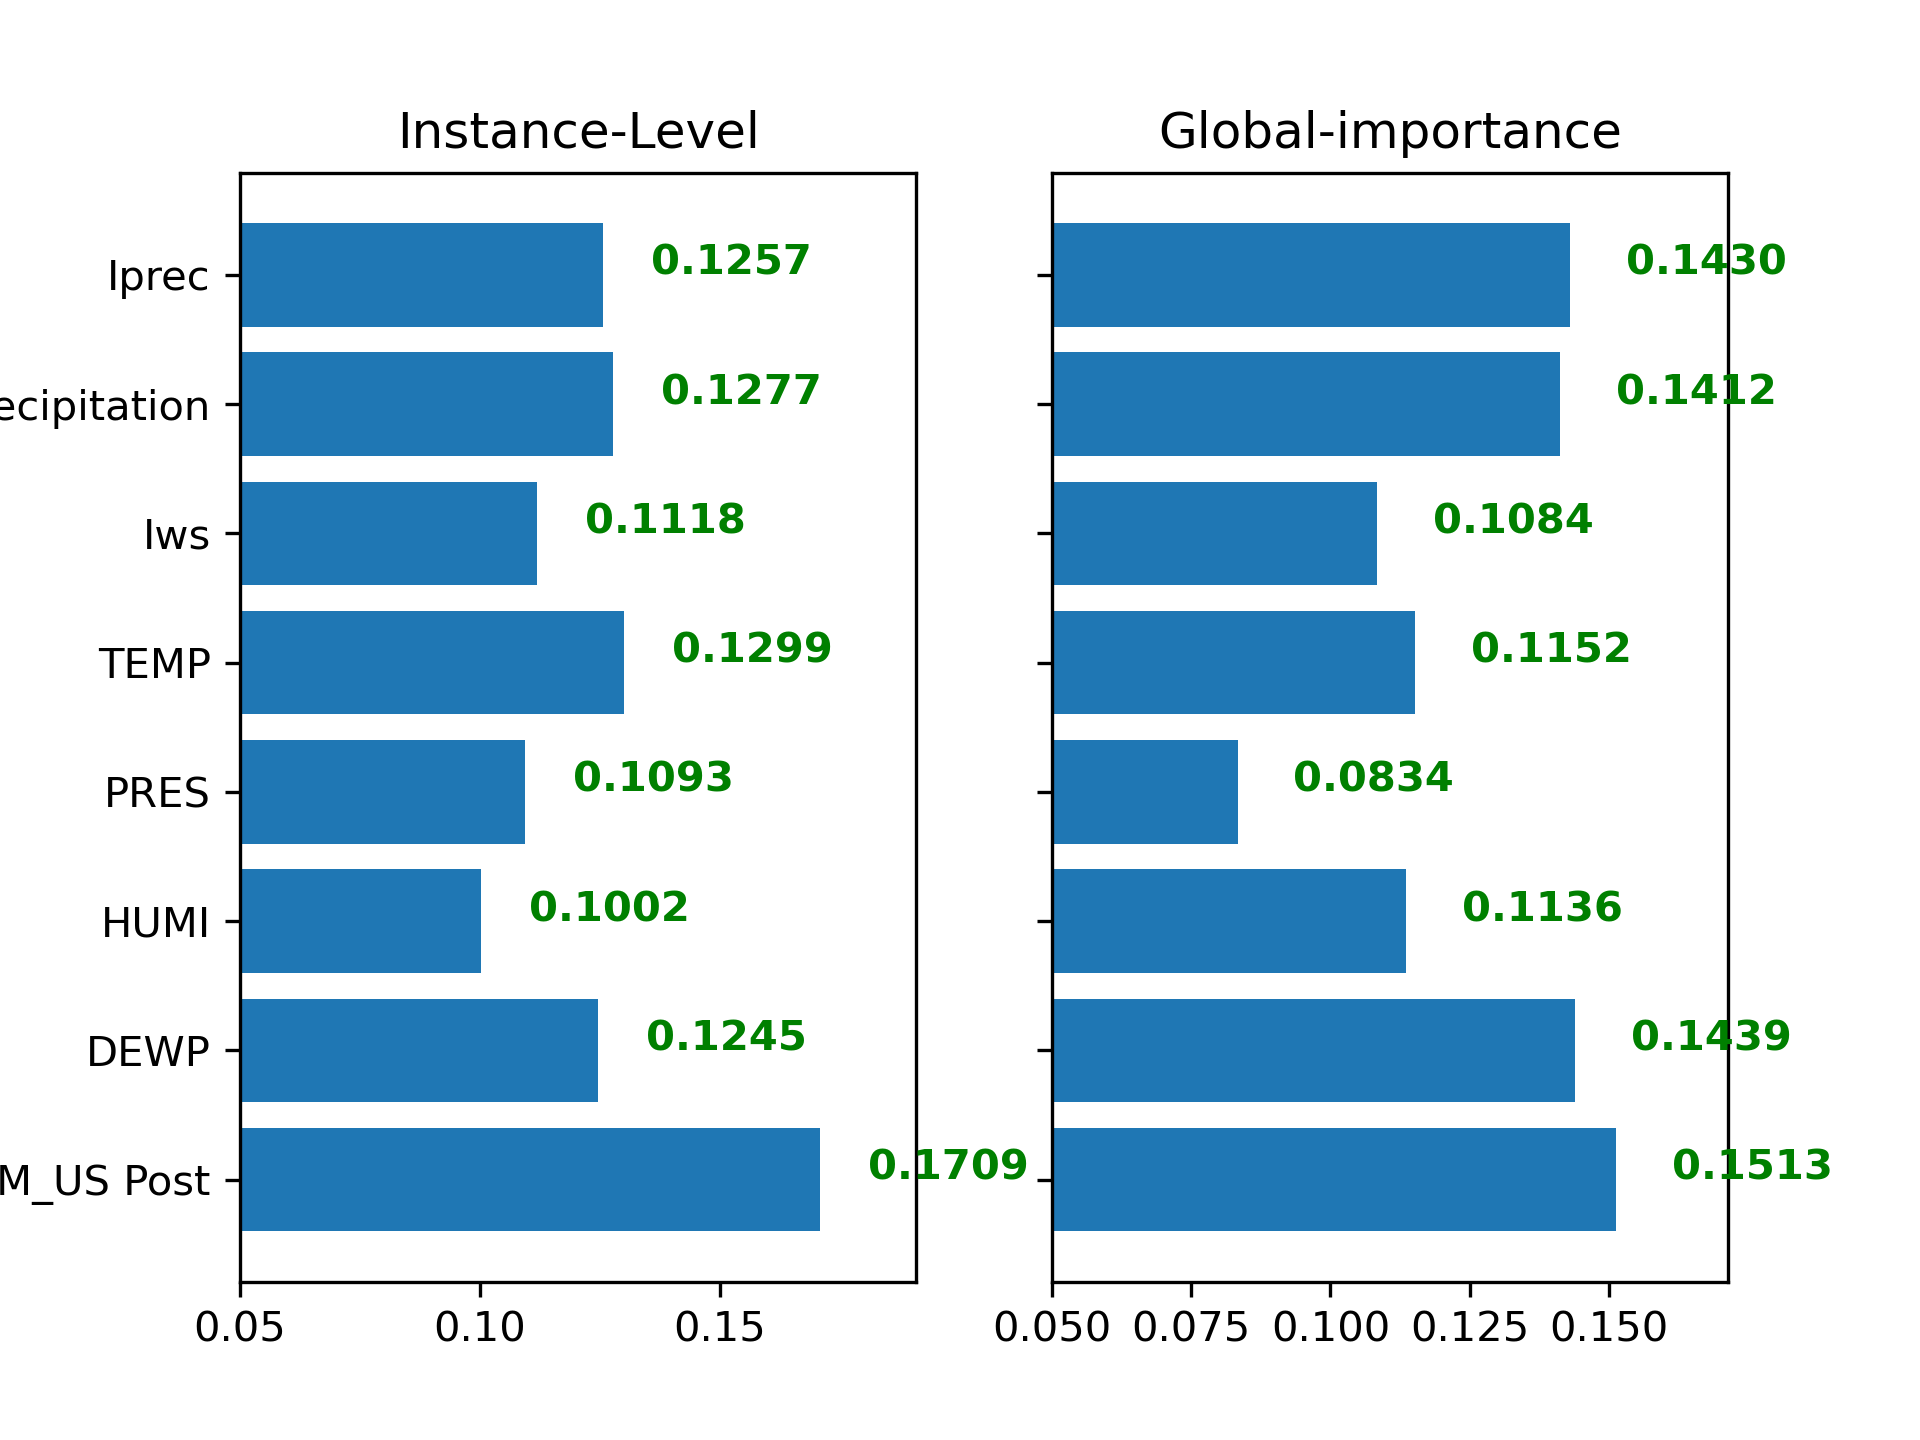 Instance-Level Global-importance
Iprec 0.1257 0.1430
ecipitation 0.1277 0.1412
Iws 0.1118 0.1084
TEMP 0.1299 0.1152
PRES 0.1093 0.0834
HUMI 0.1002 0.1136
DEWP 0.1245 0.1439
M_US Post 0.1709 0.1513
0.05 0.10 0.15 0.050 0.075 0.100 0.125 0.150